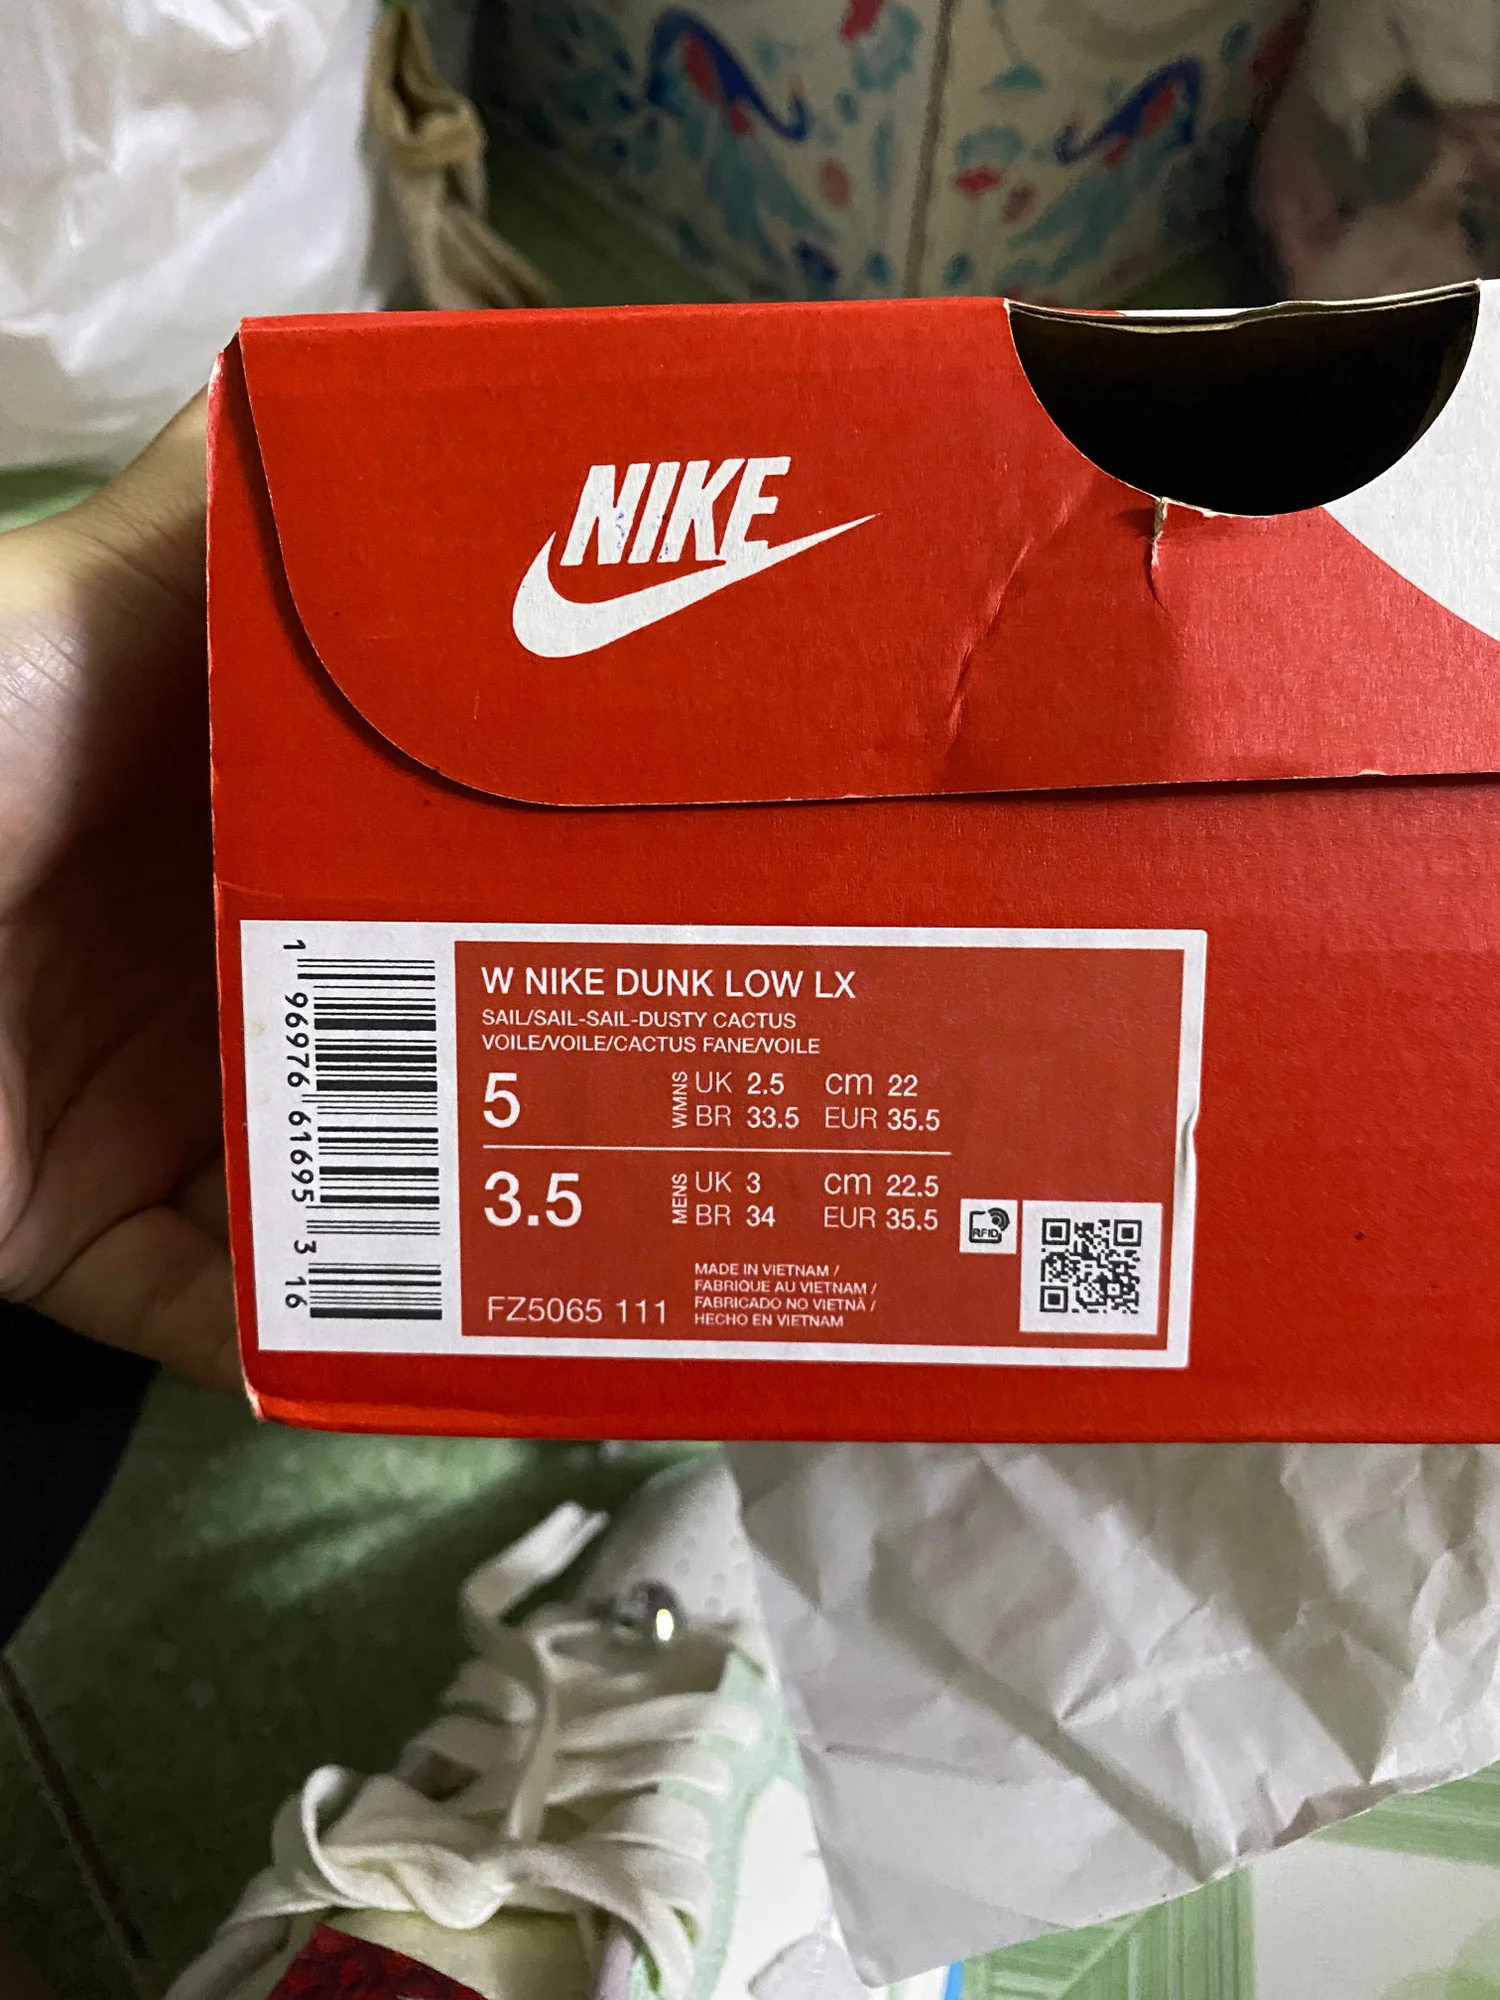 NIKE
W NIKE DUNK LOW LX
SAIL/SAIL-SAIL-DUSTY CACTUS
VOILE/VOILE/CACTUS FANE/VOILE
5 WMNS UK 2.5 cm 22
BR 33.5 EUR 35.5
3.5 MENS UK 3 cm 22.5
BR 34 EUR 35.5
RFID
MADE IN VIETNAM /
FABRIQUE AU VIETNAM /
FABRICADO NO VIETNÃ /
HECHO EN VIETNAM
FZ5065 111
1 96976 61695 3 16